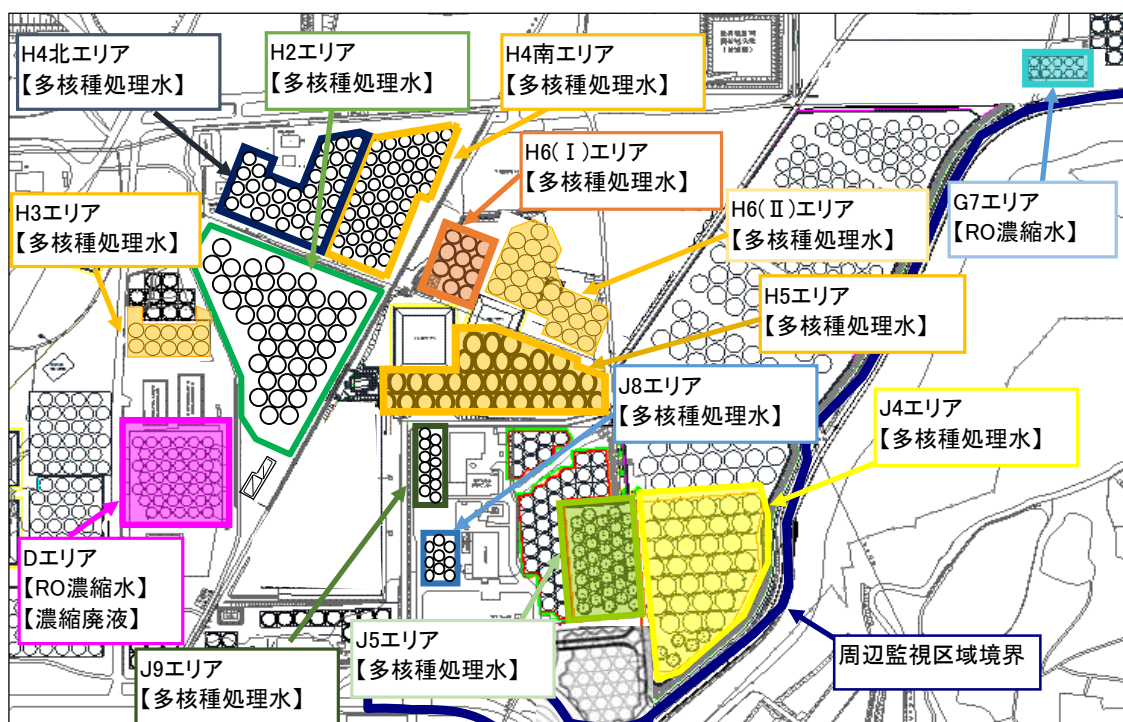 H4北エリア
【多核種処理水】
H2エリア
【多核種処理水】
H4南エリア
【多核種処理水】
H6(Ⅰ)エリア
【多核種処理水】
H3エリア
【多核種処理水】
H6(Ⅱ)エリア
【多核種処理水】
G7エリア
【RO濃縮水】
H5エリア
【多核種処理水】
J8エリア
【多核種処理水】
J4エリア
【多核種処理水】
Dエリア
【RO濃縮水】
【濃縮廃液】
J5エリア
【多核種処理水】
J9エリア
【多核種処理水】
周辺監視区域境界